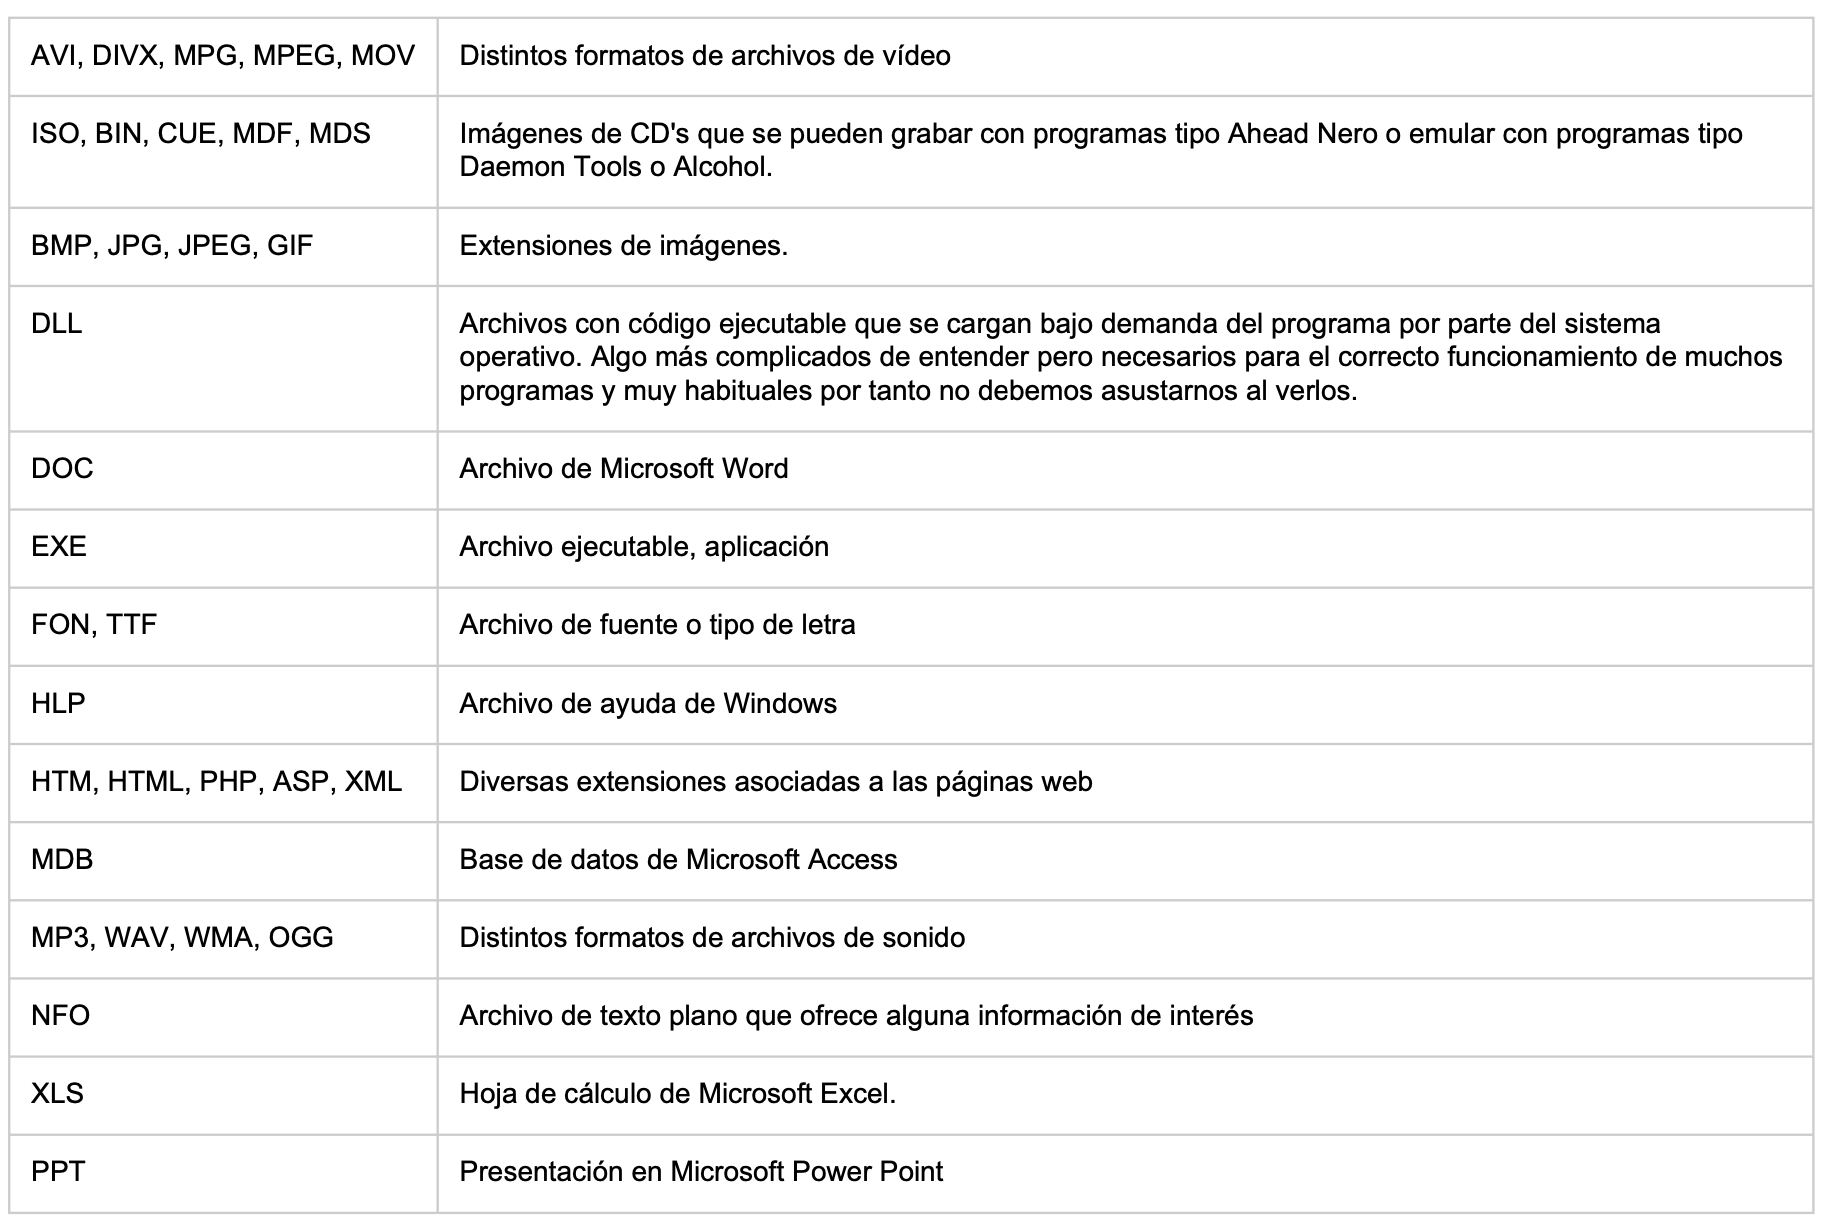 AVI, DIVX, MPG, MPEG, MOV
Distintos formatos de archivos de vídeo
ISO, BIN, CUE, MDF, MDS
Imágenes de CD's que se pueden grabar con programas tipo Ahead Nero o emular con programas tipo
Daemon Tools o Alcohol.
BMP, JPG, JPEG, GIF
Extensiones de imágenes.
DLL
Archivos con código ejecutable que se cargan bajo demanda del programa por parte del sistema
operativo. Algo más complicados de entender pero necesarios para el correcto funcionamiento de muchos
programas y muy habituales por tanto no debemos asustarnos al verlos.
DOC
Archivo de Microsoft Word
EXE
Archivo ejecutable, aplicación
FON, TTF
Archivo de fuente o tipo de letra
HLP
Archivo de ayuda de Windows
HTM, HTML, PHP, ASP, XML
Diversas extensiones asociadas a las páginas web
MDB
Base de datos de Microsoft Access
MP3, WAV, WMA, OGG
Distintos formatos de archivos de sonido
NFO
Archivo de texto plano que ofrece alguna información de interés
XLS
Hoja de cálculo de Microsoft Excel.
PPT
Presentación en Microsoft Power Point